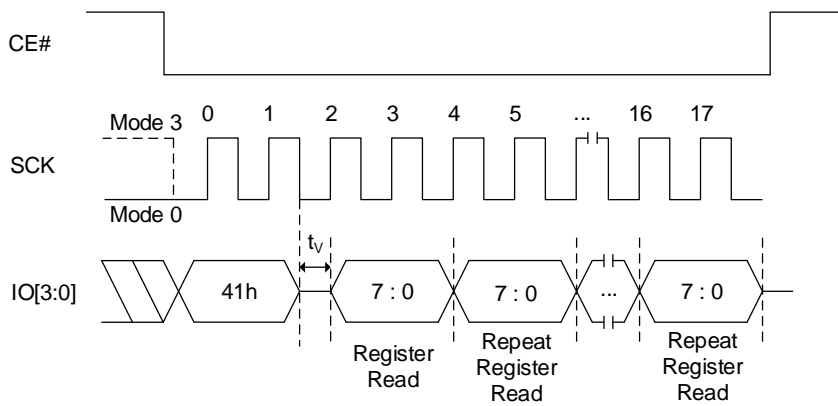 CE#
0 1 2 3 4 5 ... 16 17
Mode 3
SCK
Mode 0
tV
IO[3:0]
41h 7 : 0 7 : 0 ... 7 : 0
Register
Read
Repeat
Register
Read
Repeat
Register
Read